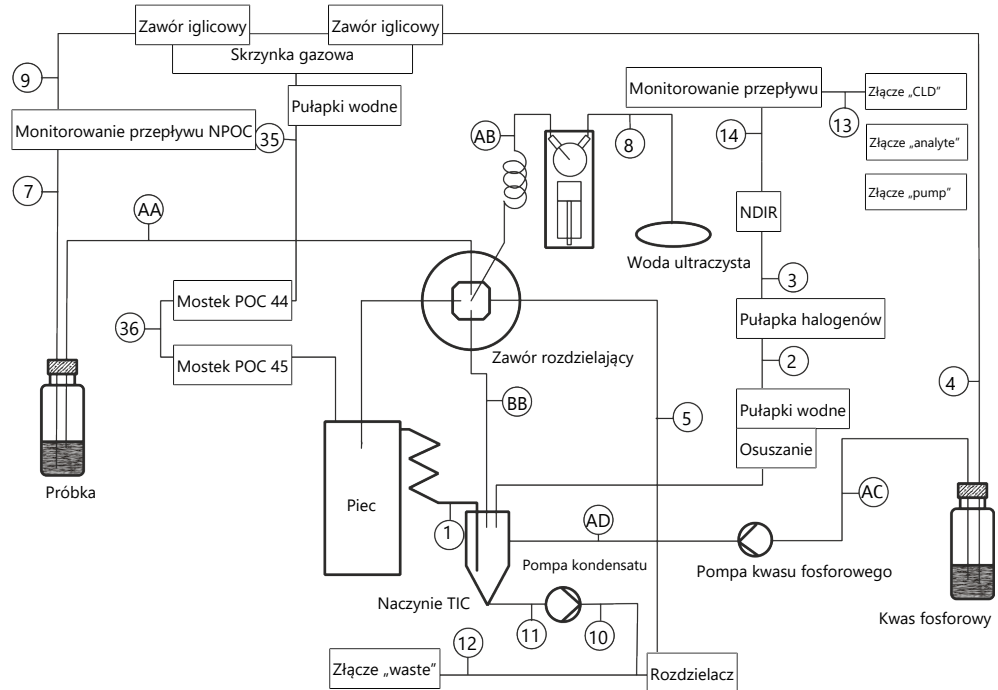 Zawór iglicowy
Zawór iglicowy
Skrzynka gazowa
9
Pułapki wodne
Monitorowanie przepływu
Złącze „CLD”
13
Monitorowanie przepływu NPOC
35
AB
8
14
Złącze „analyte”
7
Złącze „pump”
AA
NDIR
Woda ultraczysta
3
Mostek POC 44
36
Pułapka halogenów
Mostek POC 45
Zawór rozdzielający
2
4
BB
5
Pułapki wodne
Osuszanie
Próbka
AC
Piec
1
AD
Pompa kondensatu
Pompa kwasu fosforowego
Naczynie TIC
Kwas fosforowy
11
10
12
Złącze „waste”
Rozdzielacz